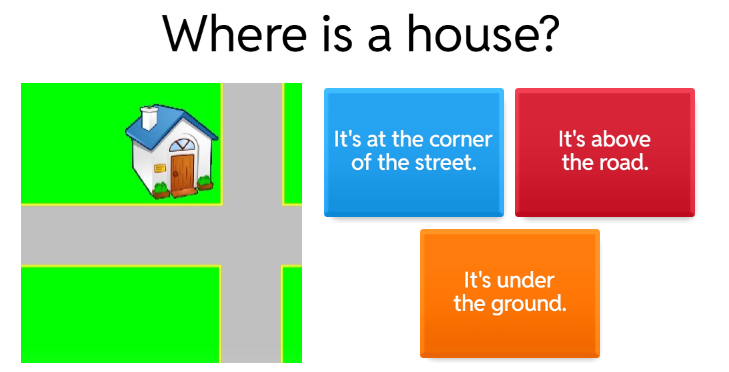 Where is a house?
It's at the corner
of the street.
It's above
the road.
It's under
the ground.